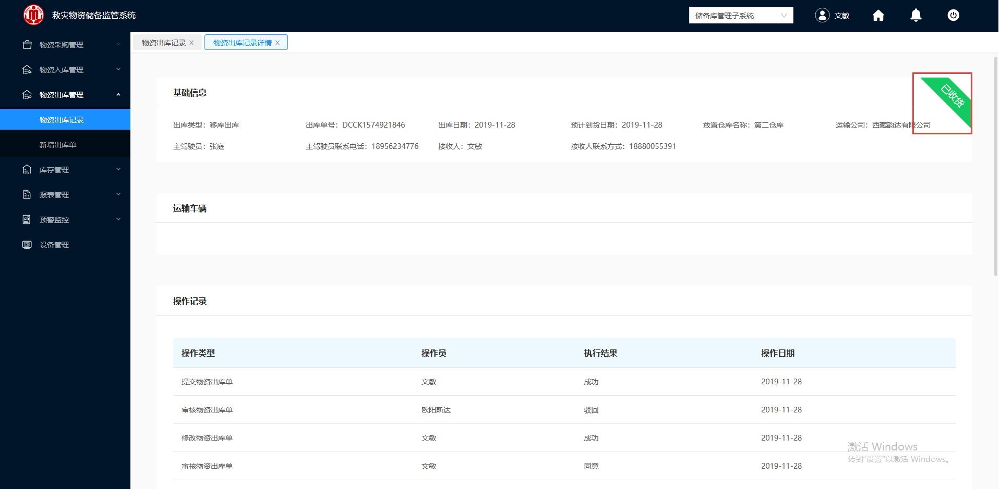 救灾物资储备监管系统
储备库管理子系统
文敏
物资采购管理
物资入库管理
物资出库管理
物资出库记录
新增出库单
库存管理
报表管理
预警监控
设备管理
物资出库记录
物资出库记录详情
已收货
基础信息
出库类型：移库出库 出库单号：DCCK1574921846 出库日期：2019-11-28 预计到货日期：2019-11-28 放置仓库名称：第二仓库 运输公司：西藏韵达有限公司
主驾驶员：张庭 主驾驶员联系电话：18956234776 接收人：文敏 接收人联系方式：18880055391
运输车辆
操作记录
操作类型 操作员 执行结果 操作日期
提交物资出库单 文敏 成功 2019-11-28
审核物资出库单 欧阳斯达 驳回 2019-11-28
修改物资出库单 文敏 成功 2019-11-28
审核物资出库单 文敏 同意 2019-11-28
激活 Windows
转到"设置"以激活 Windows。